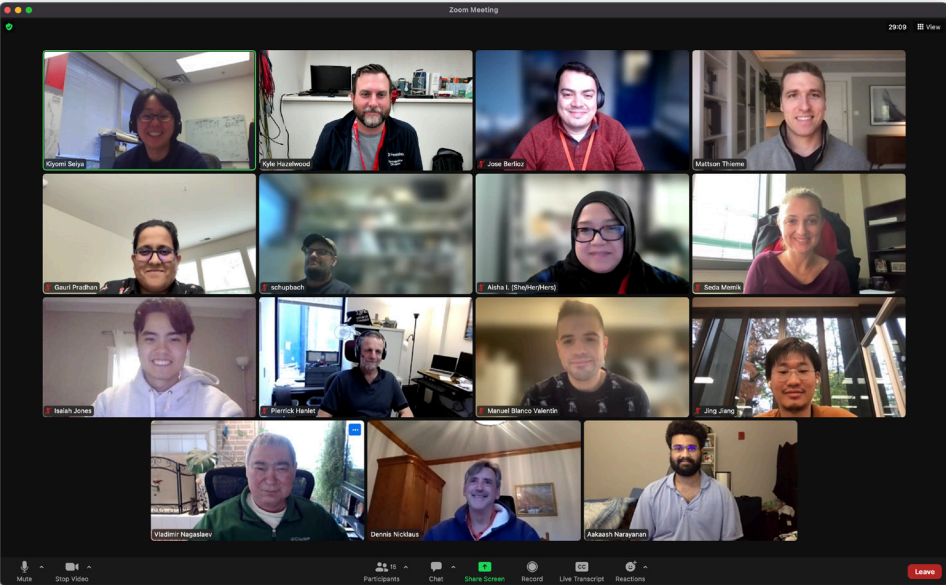 Zoom Meeting
29:09
View
Kiyomi Seiya
Kyle Hazelwood
Jose Berlioz
Mattson Thieme
Gauri Pradhan
schupbach
Aisha I. (She/Her/Hers)
Seda Memik
Isaiah Jones
Pierrick Hanlet
Manuel Blanco Valentin
Jing Jiang
Vladimir Nagaslaev
Dennis Nicklaus
Aakaash Narayanan
15
CC
Mute
Stop Video
Participants
Chat
Share Screen
Record
Live Transcript
Reactions
Leave